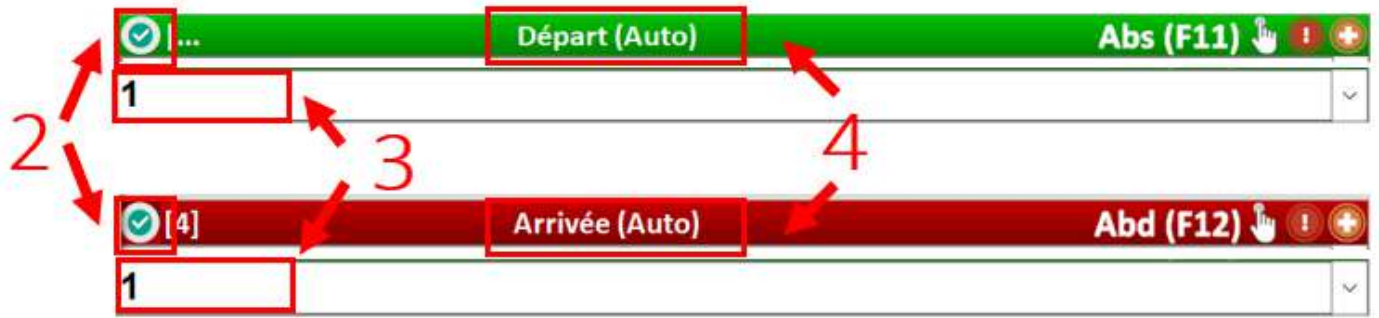 [... Départ (Auto) Abs (F11) !
1
2 3 4
[4] Arrivée (Auto) Abd (F12) !
1